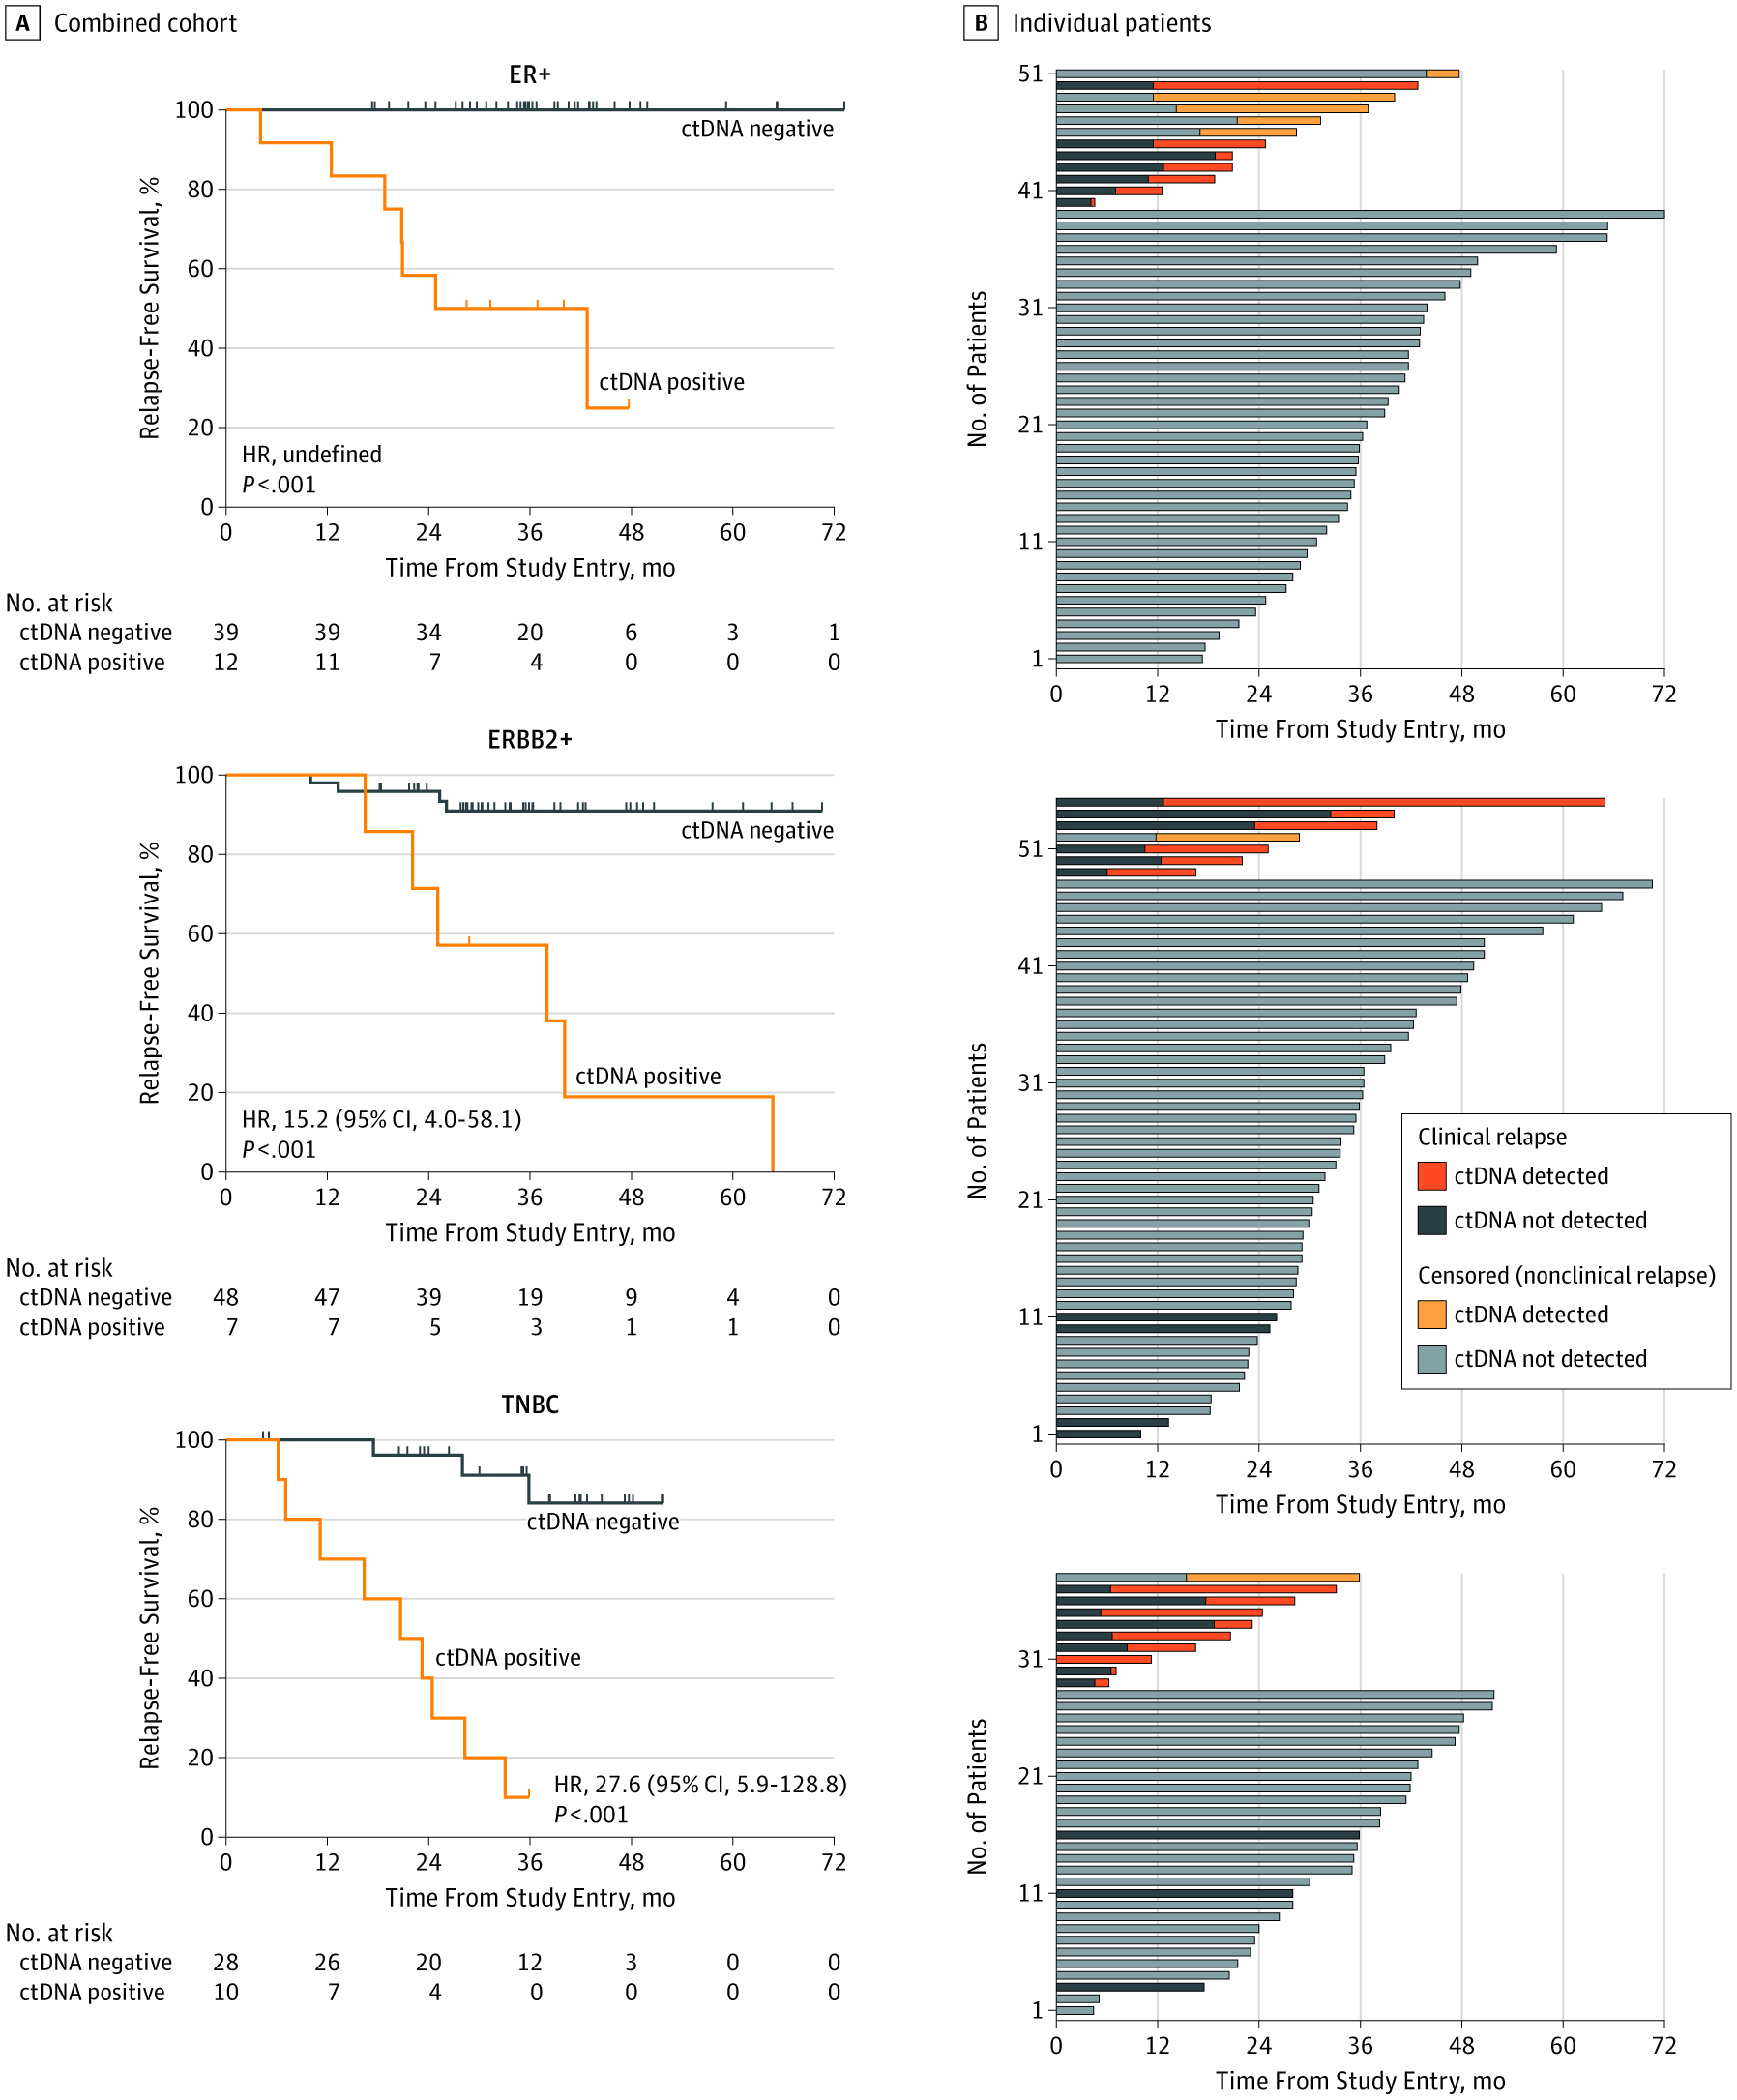 A Combined cohort
ER+
Relapse-Free Survival, %
100
80
60
40
20
0
ctDNA negative
ctDNA positive
HR, undefined
P<.001
0 12 24 36 48 60 72
Time From Study Entry, mo
No. at risk
ctDNA negative 39 39 34 20 6 3 1
ctDNA positive 12 11 7 4 0 0 0
ERBB2+
Relapse-Free Survival, %
100
80
60
40
20
0
ctDNA negative
ctDNA positive
HR, 15.2 (95% CI, 4.0-58.1)
P<.001
0 12 24 36 48 60 72
Time From Study Entry, mo
No. at risk
ctDNA negative 48 47 39 19 9 4 0
ctDNA positive 7 7 5 3 1 1 0
TNBC
Relapse-Free Survival, %
100
80
60
40
20
0
ctDNA negative
ctDNA positive
HR, 27.6 (95% CI, 5.9-128.8)
P<.001
0 12 24 36 48 60 72
Time From Study Entry, mo
No. at risk
ctDNA negative 28 26 20 12 3 0 0
ctDNA positive 10 7 4 0 0 0 0
B Individual patients
No. of Patients
51
41
31
21
11
1
0 12 24 36 48 60 72
Time From Study Entry, mo
No. of Patients
51
41
31
21
11
1
0 12 24 36 48 60 72
Time From Study Entry, mo
Clinical relapse
ctDNA detected
ctDNA not detected
Censored (nonclinical relapse)
ctDNA detected
ctDNA not detected
No. of Patients
31
21
11
1
0 12 24 36 48 60 72
Time From Study Entry, mo